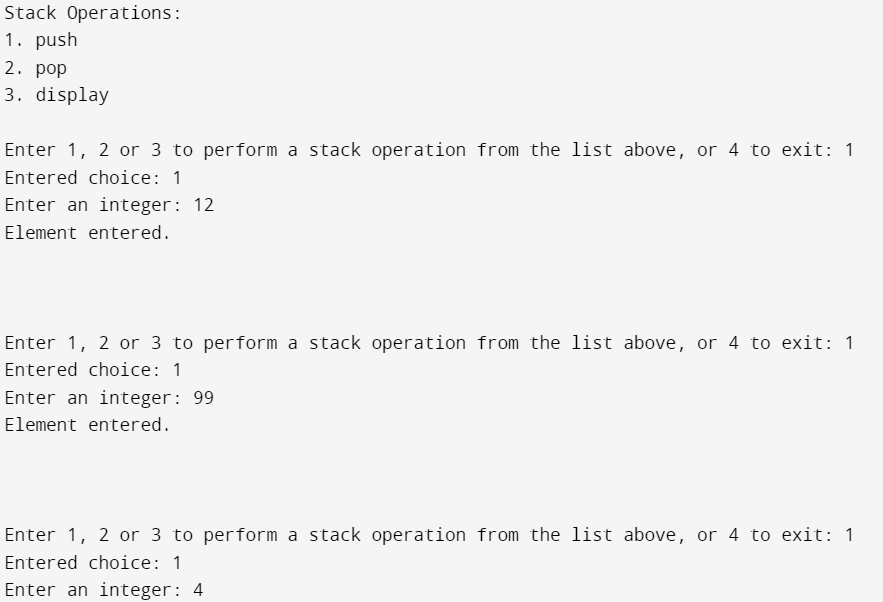 Stack Operations:
1. push
2. pop
3. display
Enter 1, 2 or 3 to perform a stack operation from the list above, or 4 to exit: 1
Entered choice: 1
Enter an integer: 12
Element entered.
Enter 1, 2 or 3 to perform a stack operation from the list above, or 4 to exit: 1
Entered choice: 1
Enter an integer: 99
Element entered.
Enter 1, 2 or 3 to perform a stack operation from the list above, or 4 to exit: 1
Entered choice: 1
Enter an integer: 4